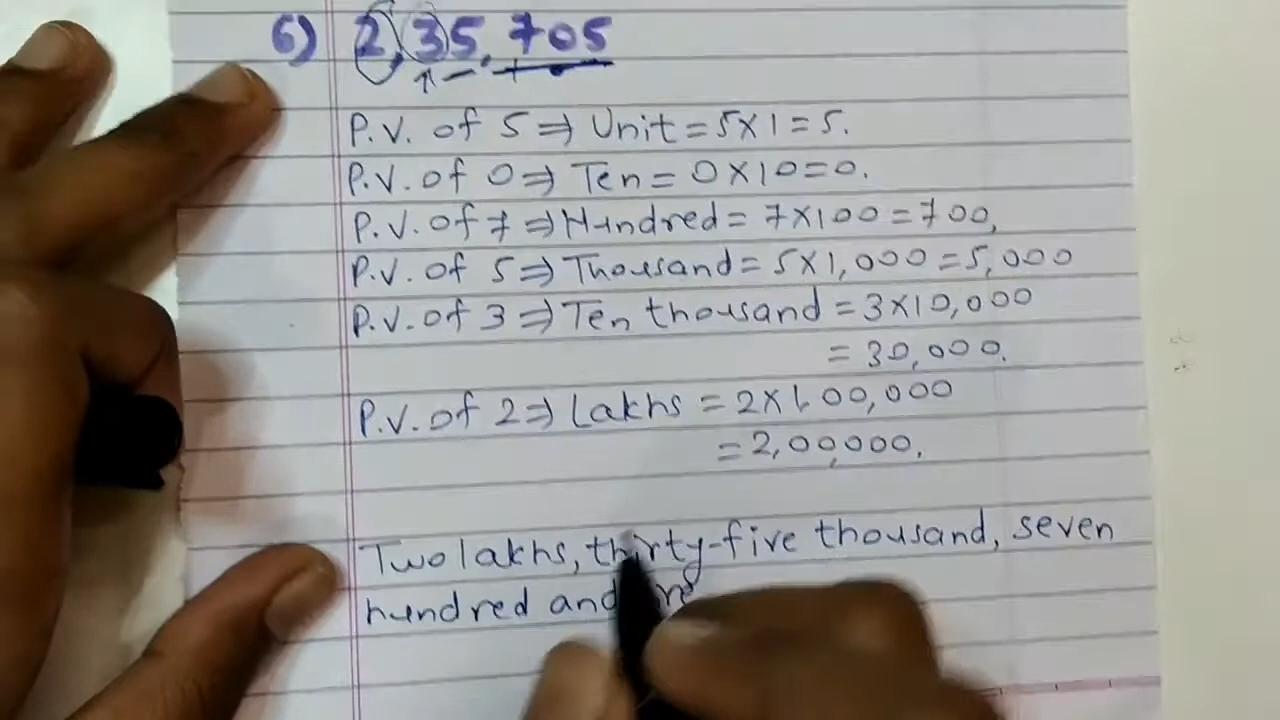 6) 2,35,705
P.V. of 5 ⇒ Unit = 5×1 = 5.
P.V. of 0 ⇒ Ten = 0×10 = 0.
P.V. of 7 ⇒ Hundred = 7×100 = 700,
P.V. of 5 ⇒ Thousand = 5×1,000 = 5,000
P.V. of 3 ⇒ Ten thousand = 3×10,000
= 30,000.
P.V. of 2 ⇒ Lakhs = 2×1,00,000
= 2,00,000.
Two lakhs, thirty-five thousand, seven
hundred and